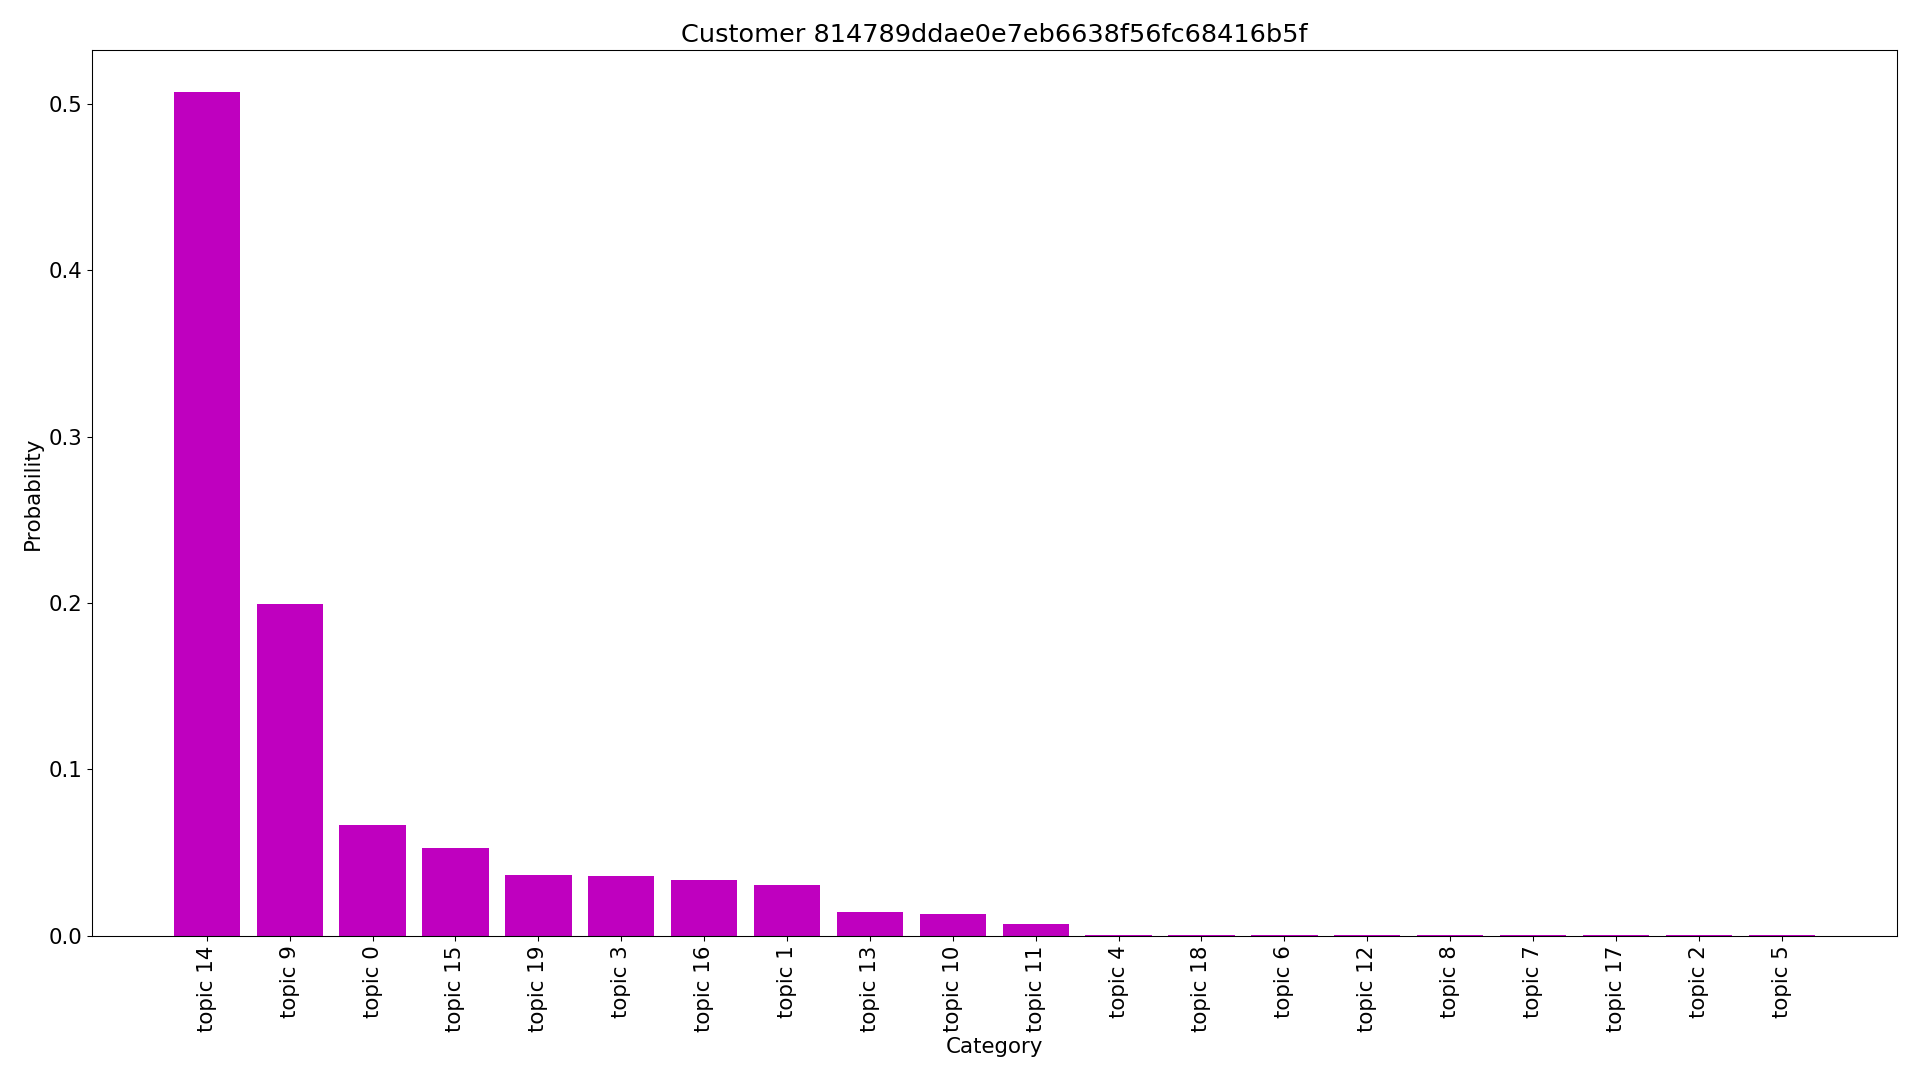 Customer 814789ddae0e7eb6638f56fc68416b5f
Probability
0.5
0.4
0.3
0.2
0.1
0.0
topic 14
topic 9
topic 0
topic 15
topic 19
topic 3
topic 16
topic 1
topic 13
topic 10
topic 11
topic 4
topic 18
topic 6
topic 12
topic 8
topic 7
topic 17
topic 2
topic 5
Category